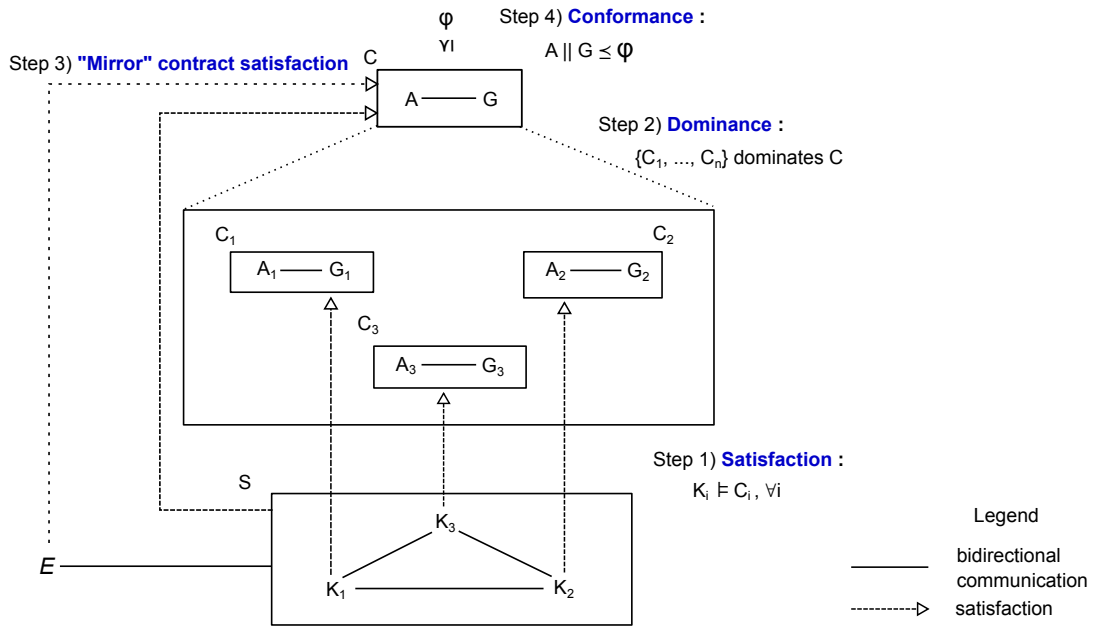 φ
≼
Step 4) Conformance :
A || G ⪯ φ
Step 3) "Mirror" contract satisfaction
C
A G
Step 2) Dominance :
{C₁, ..., Cₙ} dominates C
C₁
A₁ G₁
C₂
A₂ G₂
C₃
A₃ G₃
Step 1) Satisfaction :
Kᵢ ⊨ Cᵢ , ∀i
S
K₃
E
K₁
K₂
Legend
bidirectional
communication
satisfaction